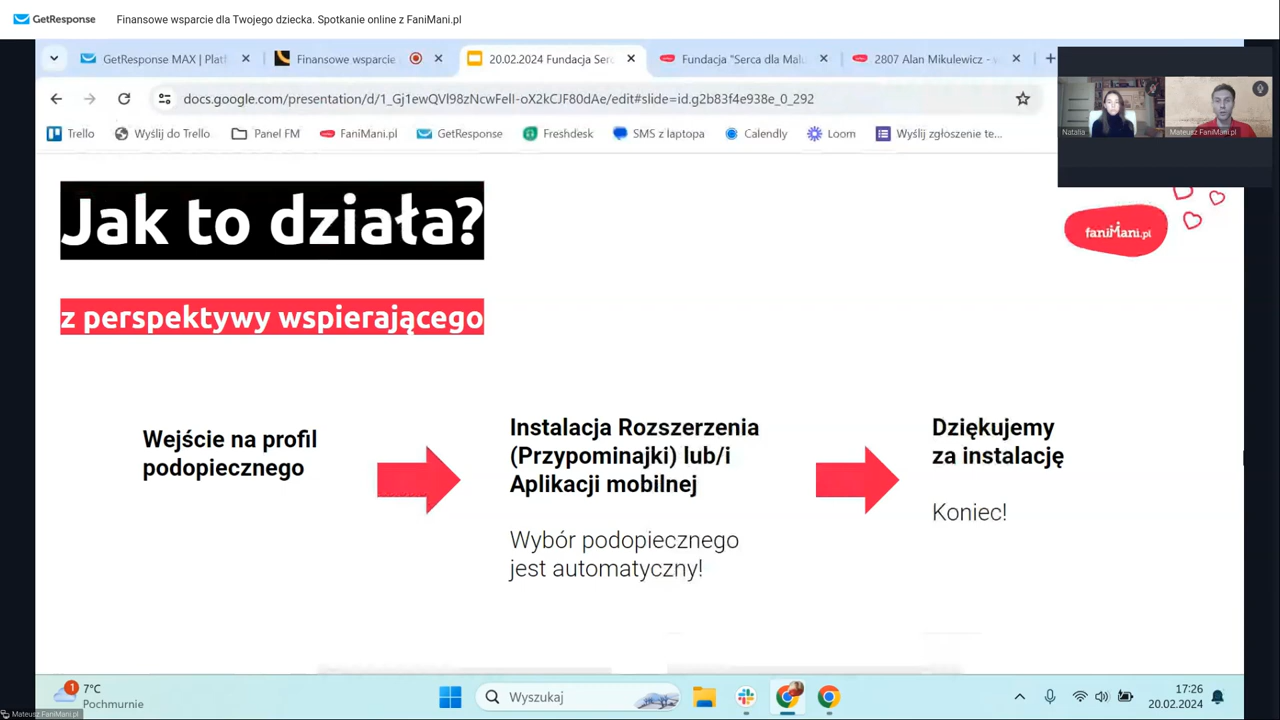 GetResponse
Finansowe wsparcie dla Twojego dziecka. Spotkanie online z FaniMani.pl
GetResponse MAX | Platf
Finansowe wsparcie
20.02.2024 Fundacja Serc
Fundacja "Serca dla Malu
2807 Alan Mikulewicz - w
docs.google.com/presentation/d/1_Gj1ewQVl98zNcwFeII-oX2kCJF80dAe/edit#slide=id.g2b83f4e938e_0_292
Trello
Wyślij do Trello
Panel FM
FaniMani.pl
GetResponse
Freshdesk
SMS z laptopa
Calendly
Loom
Wyślij zgłoszenie te...
Natalia
Mateusz FaniMani.pl
Jak to działa?
faniMani.pl
z perspektywy wspierającego
Wejście na profil
podopiecznego
Instalacja Rozszerzenia
(Przypominajki) lub/i
Aplikacji mobilnej
Wybór podopiecznego
jest automatyczny!
Dziękujemy
za instalację
Koniec!
1
7°C
Pochmurnie
Wyszukaj
17:26
20.02.2024
Mateusz FaniMani.pl